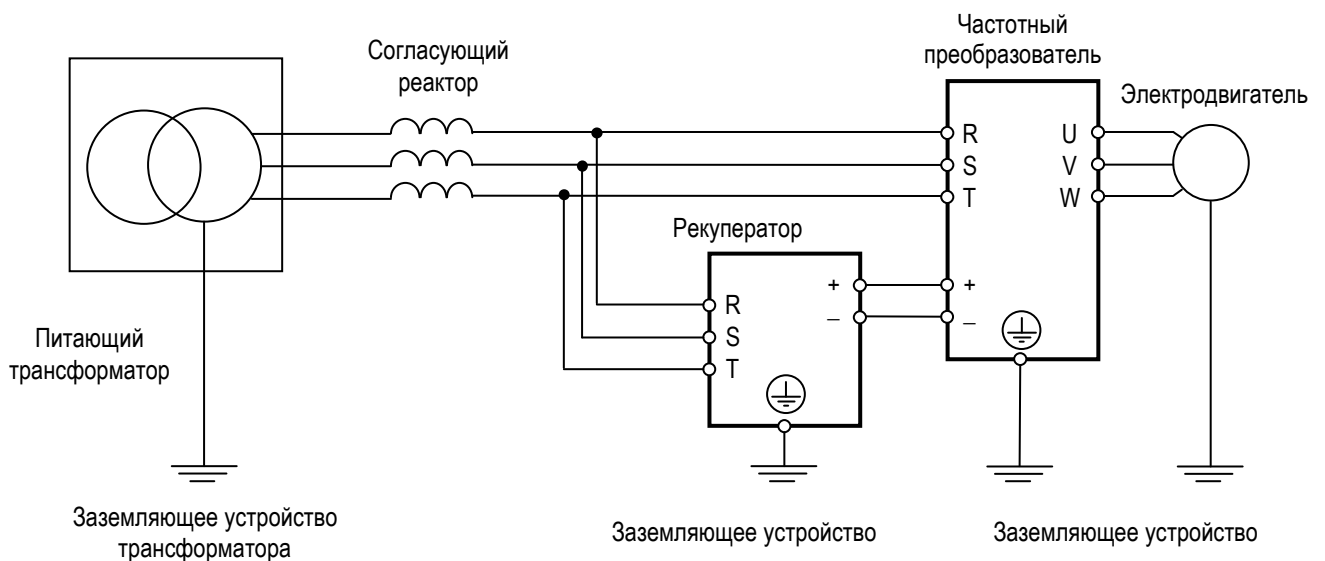 Частотный
преобразователь
Согласующий
реактор
Электродвигатель
R U
S V
T W
Рекуператор
+ +
R
– –
S
T
Питающий
трансформатор
Заземляющее устройство
трансформатора
Заземляющее устройство
Заземляющее устройство